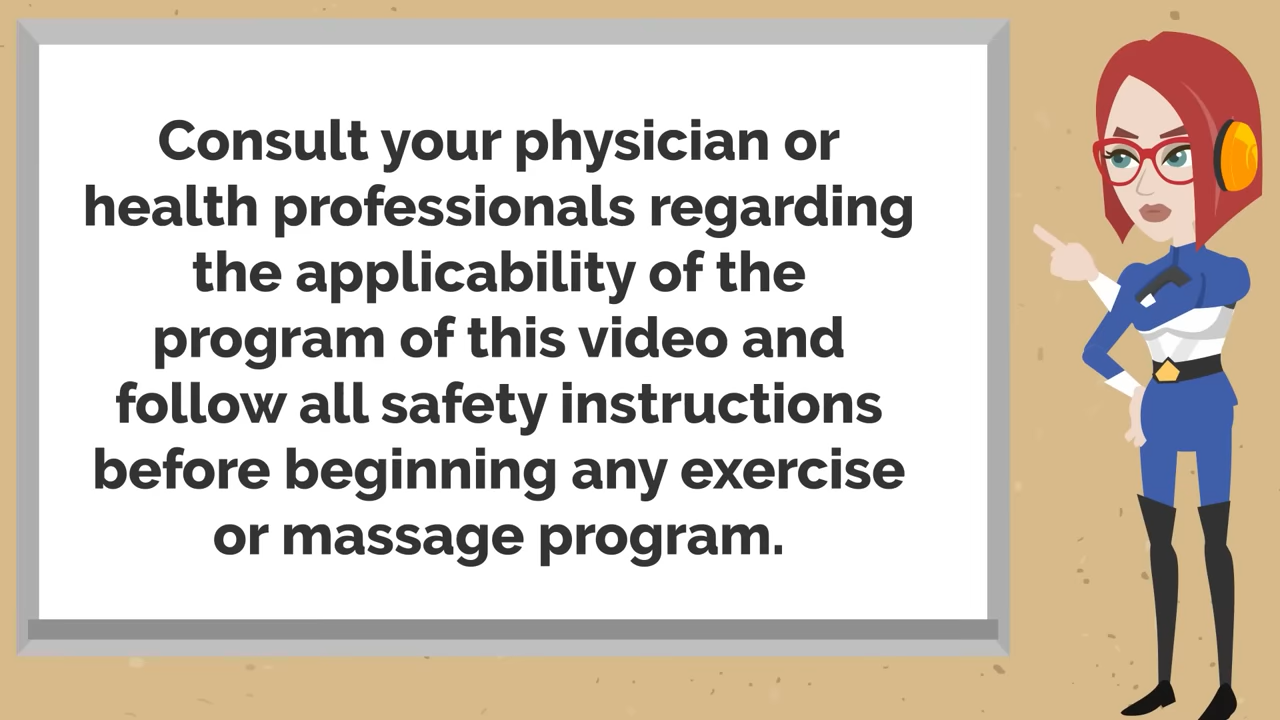 Consult your physician or
health professionals regarding
the applicability of the
program of this video and
follow all safety instructions
before beginning any exercise
or massage program.